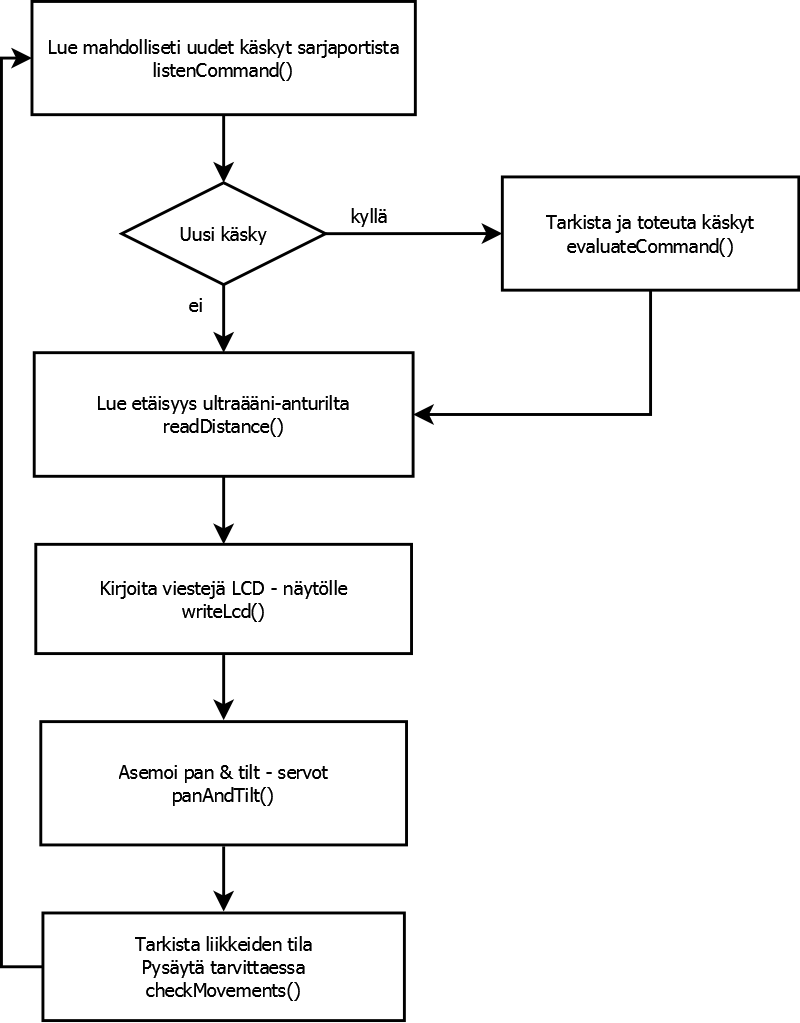 Lue mahdolliseti uudet käskyt sarjaportista
listenCommand()
Uusi käsky
kyllä
Tarkista ja toteuta käskyt
evaluateCommand()
ei
Lue etäisyys ultraääni-anturilta
readDistance()
Kirjoita viestejä LCD - näytölle
writeLcd()
Asemoi pan & tilt - servot
panAndTilt()
Tarkista liikkeiden tila
Pysäytä tarvittaessa
checkMovements()